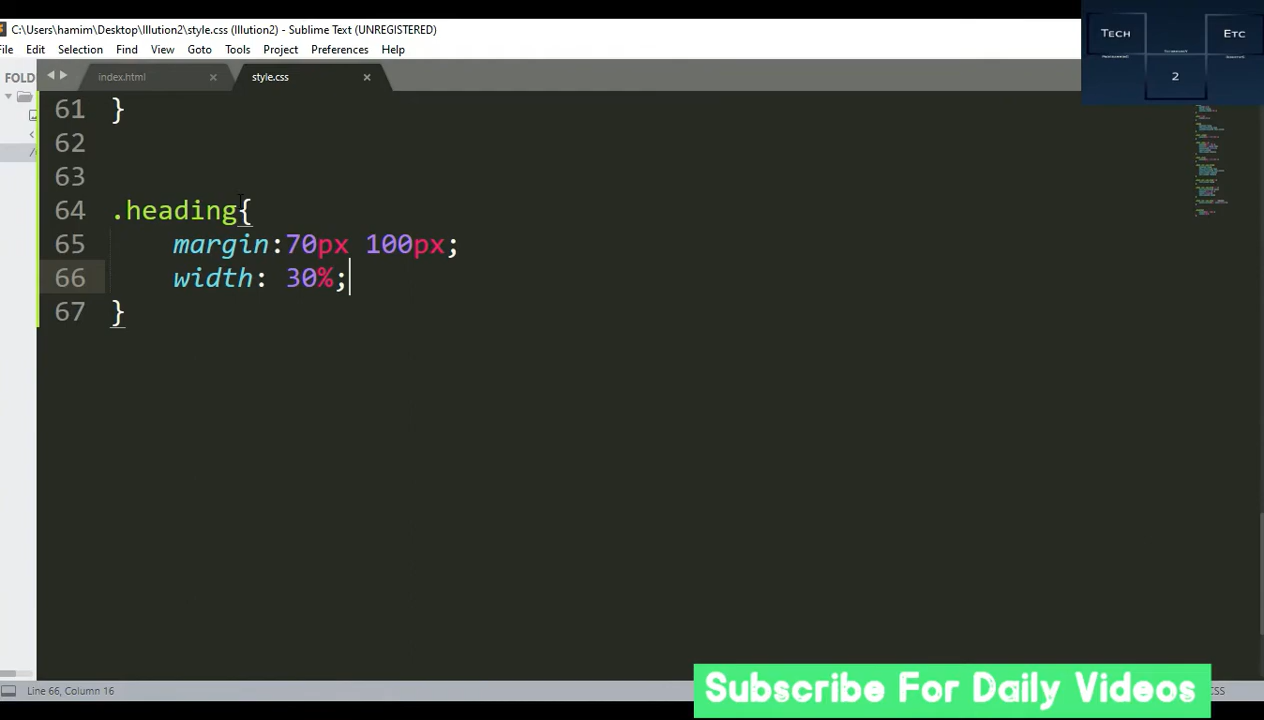 C:\Users\hamim\Desktop\Illution2\style.css (Illution2) - Sublime Text (UNREGISTERED)
File Edit Selection Find View Goto Tools Project Preferences Help
TECH
ETC
2
FOLD
index.html
style.css
61 }
62
63
64 .heading{
65 margin:70px 100px;
66 width: 30%;
67 }
Line 66, Column 16
Subscribe For Daily Videos
CSS